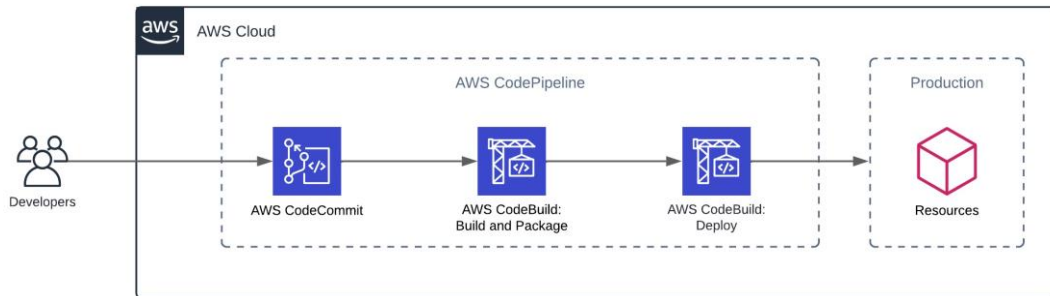 aws
AWS Cloud
AWS CodePipeline
Production
</>
</>
</>
Developers
AWS CodeCommit
AWS CodeBuild:
Build and Package
AWS CodeBuild:
Deploy
Resources